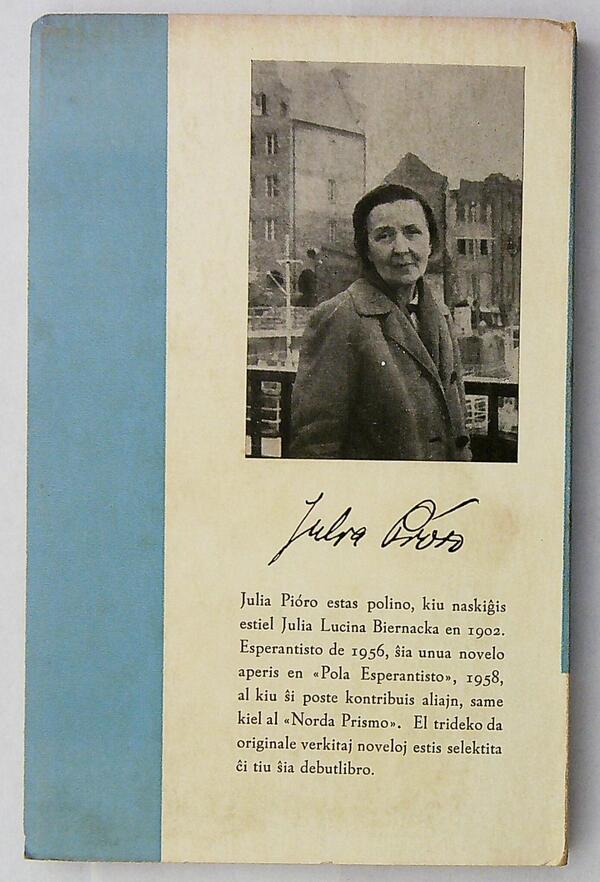 Julia Pióro
Julia Pióro estas polino, kiu naskiĝis
estiel Julia Lucina Biernacka en 1902.
Esperantisto de 1956, ŝia unua novelo
aperis en «Pola Esperantisto», 1958,
al kiu ŝi poste kontribuis aliajn, same
kiel al «Norda Prismo». El trideko da
originale verkitaj noveloj estis selektita
ĉi tiu ŝia debutlibro.